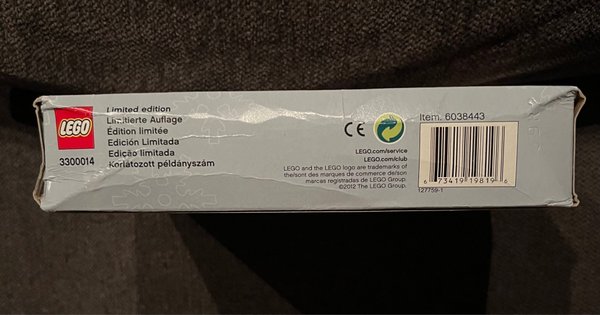 LEGO
3300014
Limited edition
Limitierte Auflage
Édition limitée
Edición Limitada
Edição limitada
Korlátozott példányszám
CE
LEGO.com/service
LEGO.com/club
LEGO and the LEGO logo are trademarks of
the/sont des marques de commerce de/son
marcas registradas de LEGO Group.
©2012 The LEGO Group.
Item. 6038443
6 73419 19819 6
127759-1